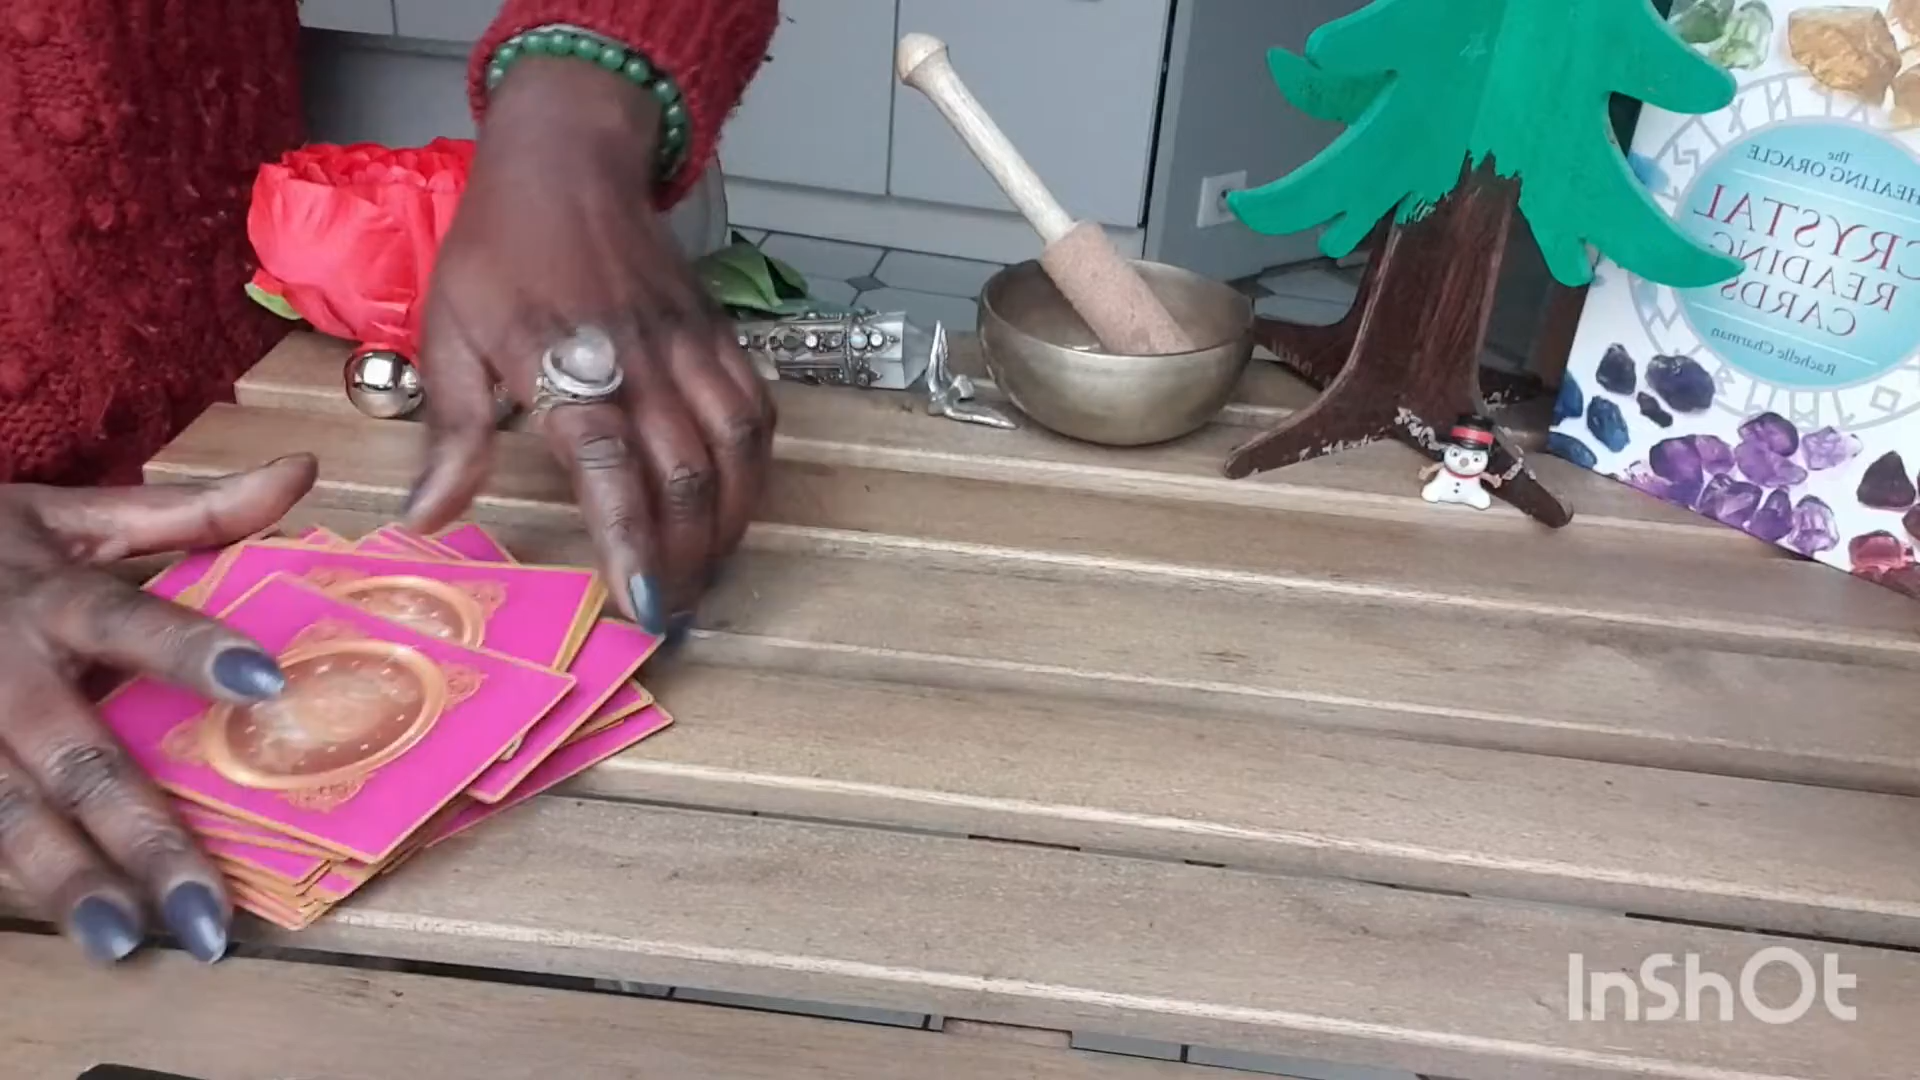 The
HEALING ORACLE
CRYSTAL
READING
CARDS
Rachelle Charman
InShOt